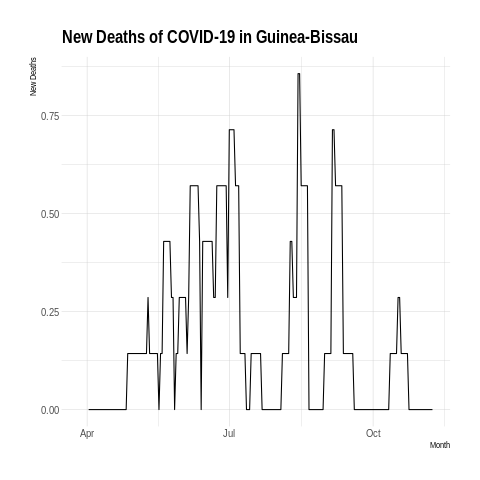 New Deaths of COVID-19 in Guinea-Bissau
New Deaths
0.75
0.50
0.25
0.00
Apr
Jul
Oct
Month